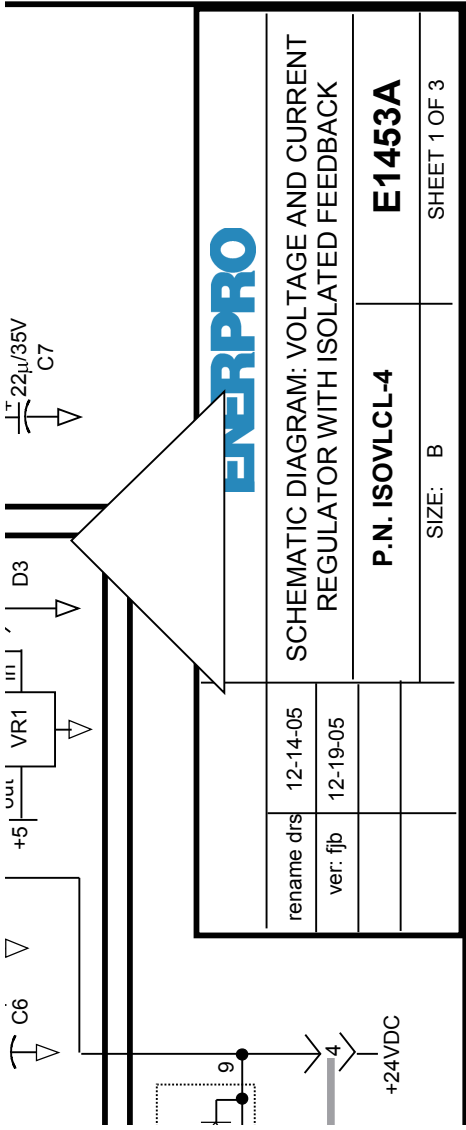 22µ/35V
C7
D3
in
VR1
out
+5
C6
9
4
+24VDC
ENERPRO
SCHEMATIC DIAGRAM: VOLTAGE AND CURRENT
REGULATOR WITH ISOLATED FEEDBACK
rename drs 12-14-05
ver: fjb 12-19-05
P.N. ISOVLCL-4
E1453A
SIZE: B
SHEET 1 OF 3